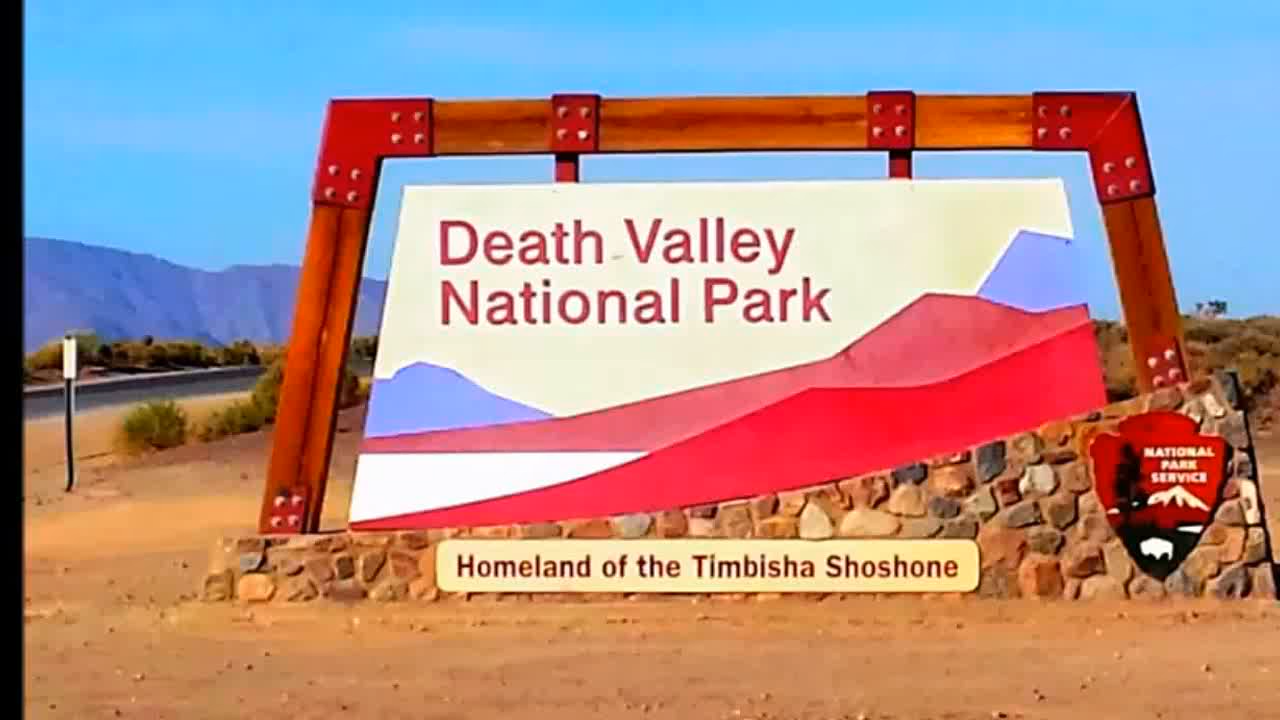 Death Valley
National Park
NATIONAL
PARK
SERVICE
Homeland of the Timbisha Shoshone